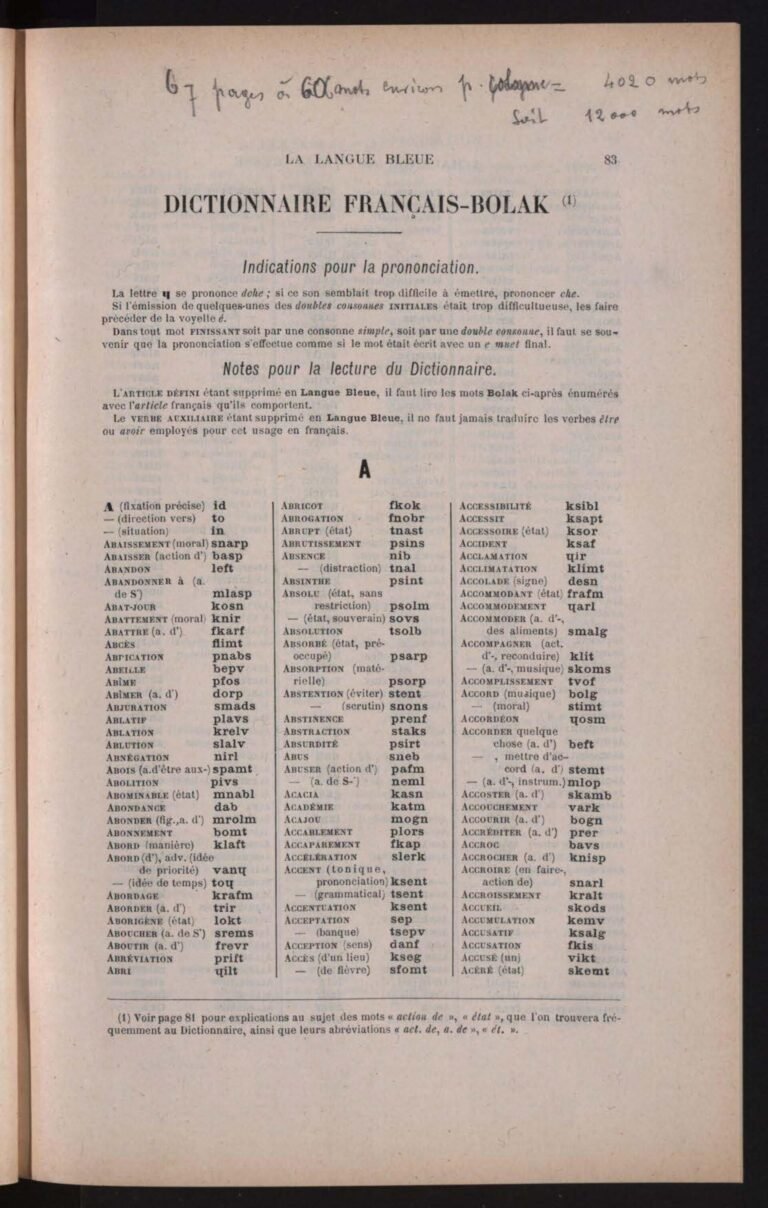 67 pages à 60 mots environ p. colonne = 4020 mots
soit 12000 mots
LA LANGUE BLEUE 83
DICTIONNAIRE FRANÇAIS-BOLAK (1)
Indications pour la prononciation.
La lettre ꞟ se prononce dche ; si ce son semblait trop difficile à émettre, prononcer che.
Si l'émission de quelques-unes des doubles consonnes INITIALES était trop difficultueuse, les faire
précéder de la voyelle é.
Dans tout mot FINISSANT soit par une consonne simple, soit par une double consonne, il faut se sou-
venir que la prononciation s'effectue comme si le mot était écrit avec un e muet final.
Notes pour la lecture du Dictionnaire.
L'ARTICLE DÉFINI étant supprimé en Langue Bleue, il faut lire les mots Bolak ci-après énumérés
avec l'article français qu'ils comportent.
Le VERBE AUXILIAIRE étant supprimé en Langue Bleue, il ne faut jamais traduire les verbes être
ou avoir employés pour cet usage en français.
A
A (fixation précise) id
— (direction vers) to
— (situation) in
ABAISSEMENT (moral) snarp
ABAISSER (action d') basp
ABANDON left
ABANDONNER à (a.
de S') mlasp
ABAT-JOUR kosn
ABATTEMENT (moral) knir
ABATTRE (a. d') fkarf
ABCÈS flimt
ABDICATION pnabs
ABEILLE bepv
ABÎME pfos
ABÎMER (a. d') dorp
ABJURATION smads
ABLATIF plavs
ABLATION krelv
ABLUTION slalv
ABNÉGATION nirl
ABOIS (a.d'être aux-) spamt
ABOLITION pivs
ABOMINABLE (état) mnabl
ABONDANCE dab
ABONDER (fig., a. d') mrolm
ABONNEMENT bomt
ABORD (manière) klaft
ABORD (d'), adv. (idée
de priorité) vanꞟ
— (idée de temps) toꞟ
ABORDAGE krafm
ABORDER (a. d') trir
ABORIGÈNE (état) lokt
ABOUCHER (a. de S') srems
ABOUTIR (a. d') frevr
ABRÉVIATION prift
ABRI ꞟilt
ABRICOT fkok
ABROGATION fnobr
ABRUPT (état) tnast
ABRUTISSEMENT psins
ABSENCE nib
— (distraction) tnal
ABSINTHE psint
ABSOLU (état, sans
restriction) psolm
— (état, souverain) sovs
ABSOLUTION tsolb
ABSORBÉ (état, pré-
occupé) psarp
ABSORPTION (maté-
rielle) psorp
ABSTENTION (éviter) stent
— (scrutin) snons
ABSTINENCE prenf
ABSTRACTION staks
ABSURDITÉ psirt
ABUS sneb
ABUSER (action d') pafm
— (a. de S-') neml
ACACIA kasn
ACADÉMIE katm
ACAJOU mogn
ACCABLEMENT plors
ACCAPAREMENT fkap
ACCÉLÉRATION slerk
ACCENT (tonique,
prononciation) ksent
— (grammatical) tsent
ACCENTUATION ksent
ACCEPTATION sep
— (banque) tsepv
ACCEPTION (sens) danf
ACCÈS (d'un lieu) kseg
— (de fièvre) sfomt
ACCESSIBILITÉ ksibl
ACCESSIT ksapt
ACCESSOIRE (état) ksor
ACCIDENT ksaf
ACCLAMATION ꞟir
ACCLIMATATION klimt
ACCOLADE (signe) desn
ACCOMMODANT (état) frafm
ACCOMMODEMENT ꞟarl
ACCOMMODER (a. d'-,
des aliments) smalg
ACCOMPAGNER (act.
d'-, reconduire) klit
— (a. d'-, musique) skoms
ACCOMPLISSEMENT tvof
ACCORD (musique) bolg
— (moral) stimt
ACCORDÉON ꞟosm
ACCORDER quelque
chose (a. d') beft
— , mettre d'ac-
cord (a. d') stemt
— (a. d'-, instrum.) mlop
ACCOSTER (a. d') skamb
ACCOUCHEMENT vark
ACCOURIR (a. d') bogn
ACCRÉDITER (a. d') prer
ACCROC bavs
ACCROCHER (a. d') knisp
ACCROIRE (en faire-,
action de) snarl
ACCROISSEMENT kralt
ACCUEIL skods
ACCUMULATION kemv
ACCUSATIF ksalg
ACCUSATION fkis
ACCUSÉ (un) vikt
ACÉRÉ (état) skemt
(1) Voir page 81 pour explications au sujet des mots « action de », « état », que l'on trouvera fré-
quemment au Dictionnaire, ainsi que leurs abréviations « act. de, a. de », « ét. ».